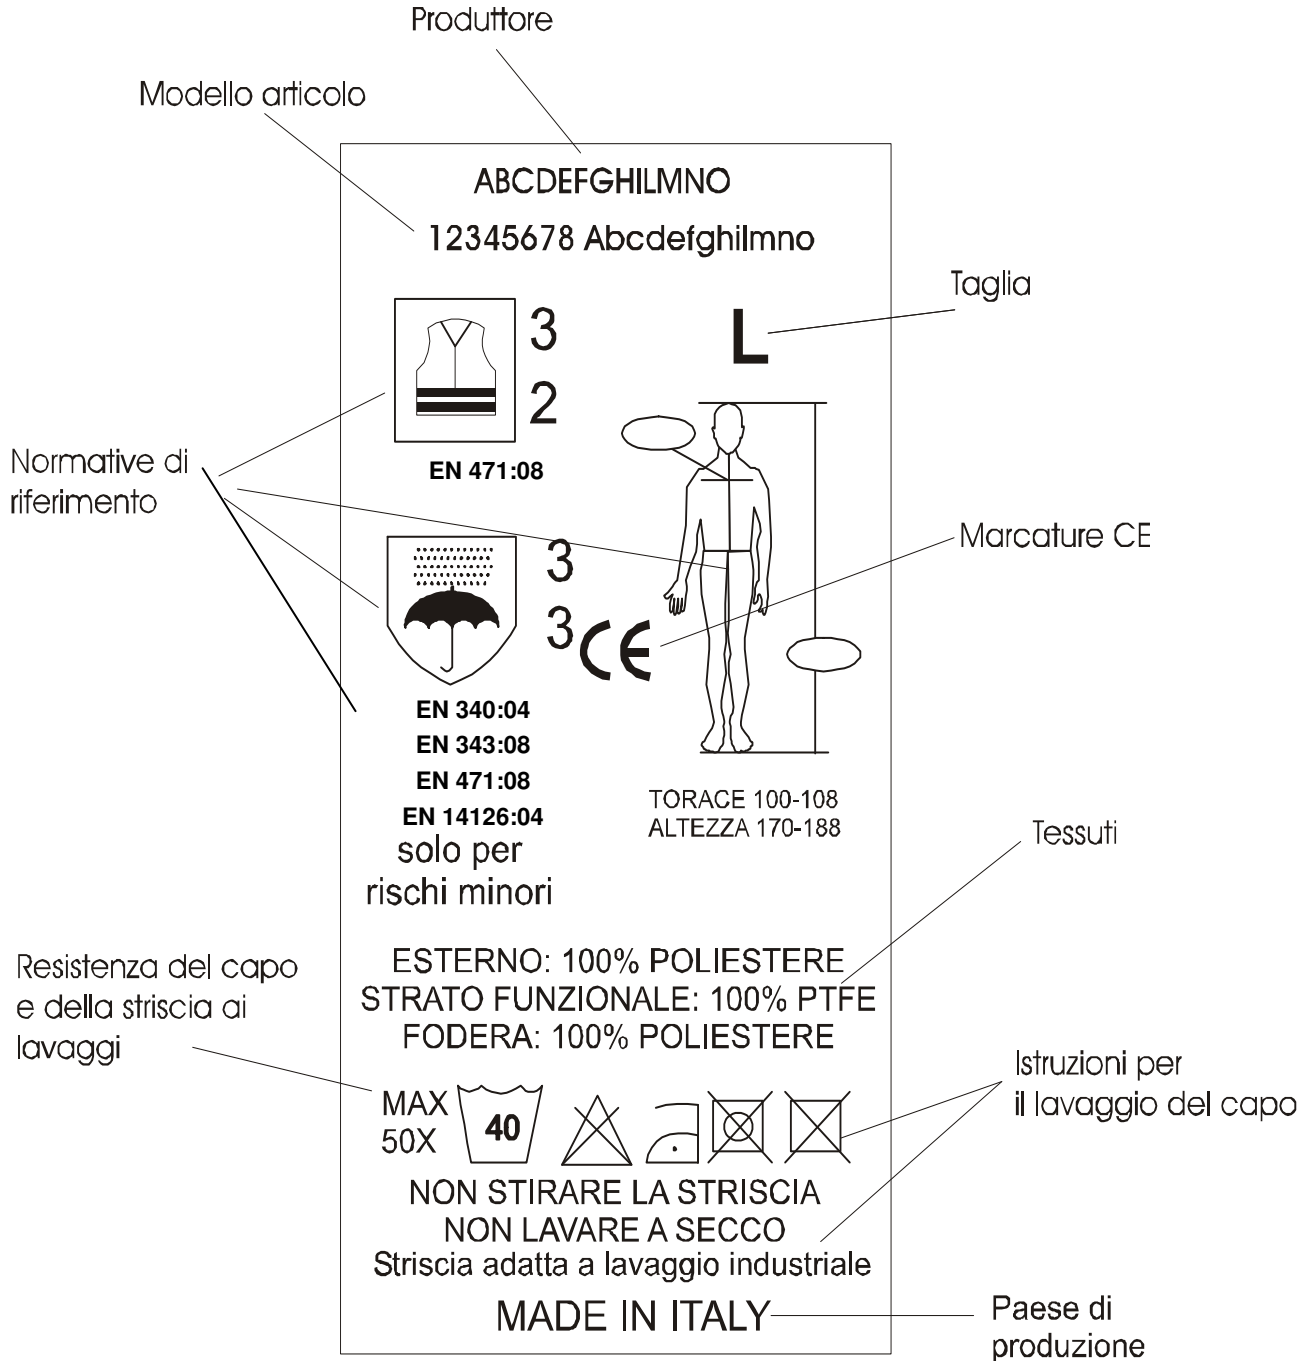 Produttore
Modello articolo
ABCDEFGHILMNO
12345678 Abcdefghilmno
Taglia
3
L
2
Normative di
riferimento
EN 471:08
Marcature CE
3
3
CE
EN 340:04
EN 343:08
EN 471:08
EN 14126:04
solo per
rischi minori
TORACE 100-108
ALTEZZA 170-188
Tessuti
ESTERNO: 100% POLIESTERE
STRATO FUNZIONALE: 100% PTFE
FODERA: 100% POLIESTERE
Resistenza del capo
e della striscia ai
lavaggi
Istruzioni per
il lavaggio del capo
MAX
50X
40
NON STIRARE LA STRISCIA
NON LAVARE A SECCO
Striscia adatta a lavaggio industriale
MADE IN ITALY
Paese di
produzione